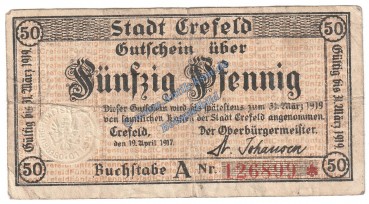 50 Stadt Crefeld 50
Gutschein über
Fünfzig Pfennig
Dieser Gutschein wird bis spätestens zum 31. März 1919
von sämtlichen Kassen der Stadt Crefeld angenommen.
Crefeld, Der Oberbürgermeister.
den 19. April 1917.
Dr. Johansen
50 Buchstabe A Nr. 126899 * 50
Gültig bis 31. März 1919.
Gültig bis 31. März 1919.